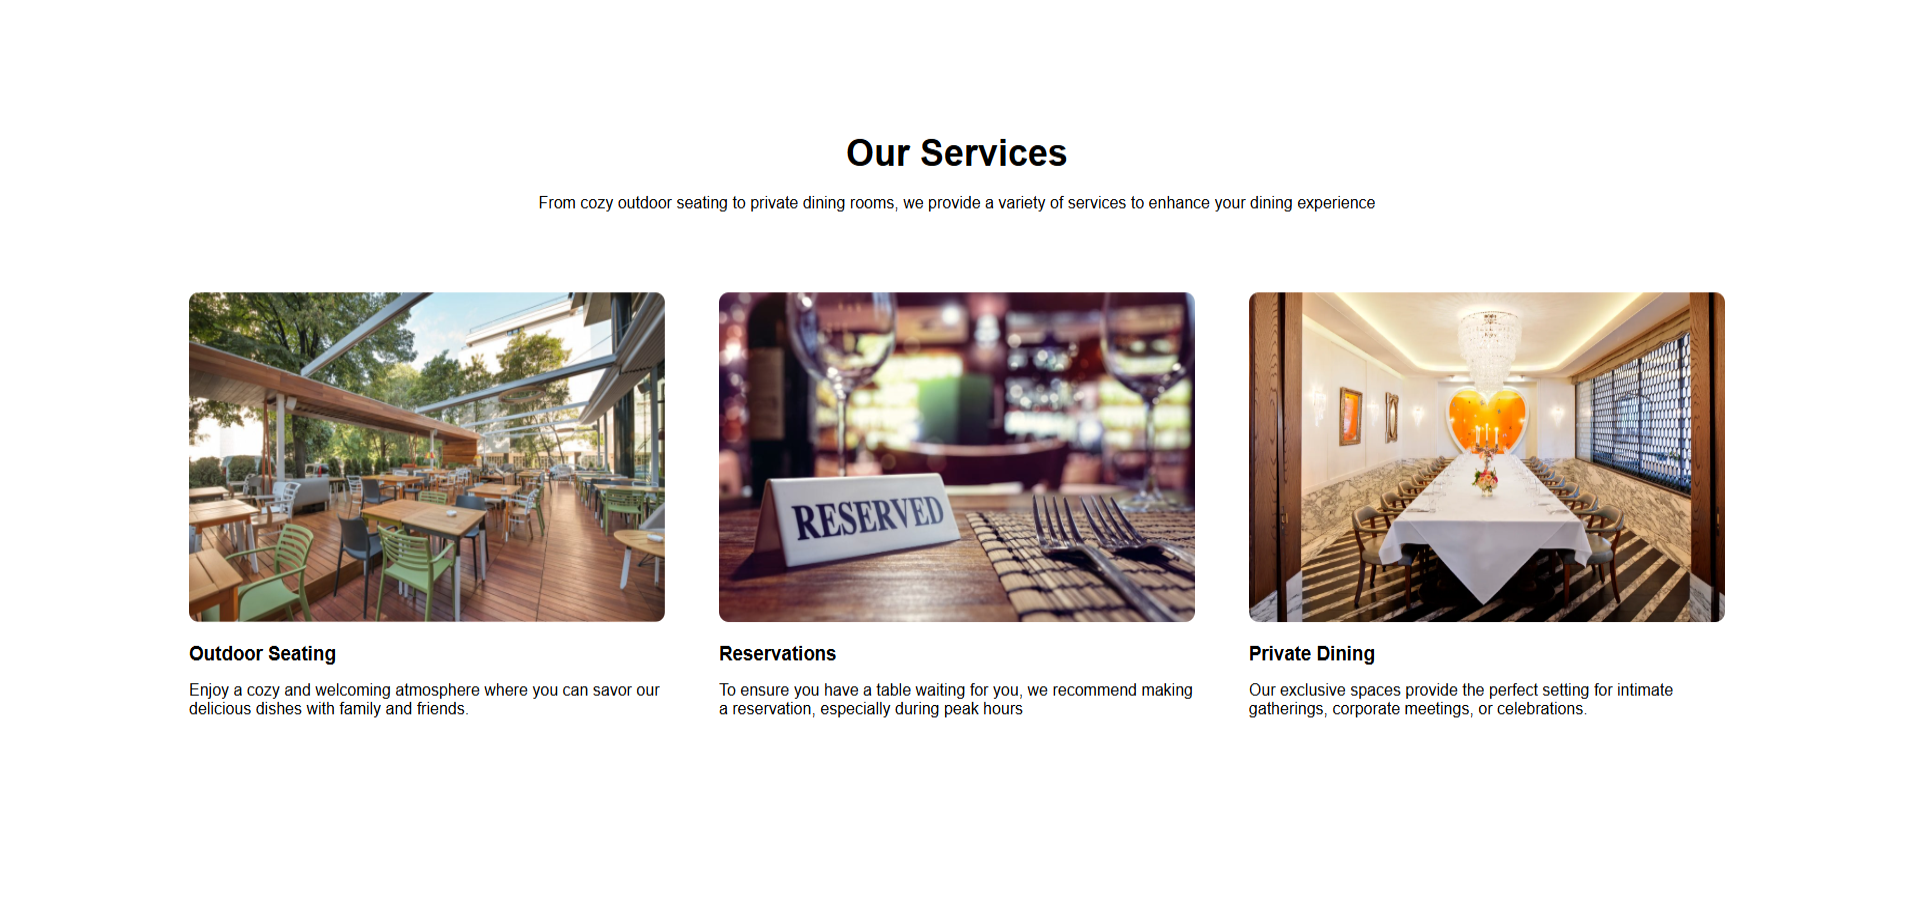 Our Services
From cozy outdoor seating to private dining rooms, we provide a variety of services to enhance your dining experience
RESERVED
Outdoor Seating
Enjoy a cozy and welcoming atmosphere where you can savor our
delicious dishes with family and friends.
Reservations
To ensure you have a table waiting for you, we recommend making
a reservation, especially during peak hours
Private Dining
Our exclusive spaces provide the perfect setting for intimate
gatherings, corporate meetings, or celebrations.